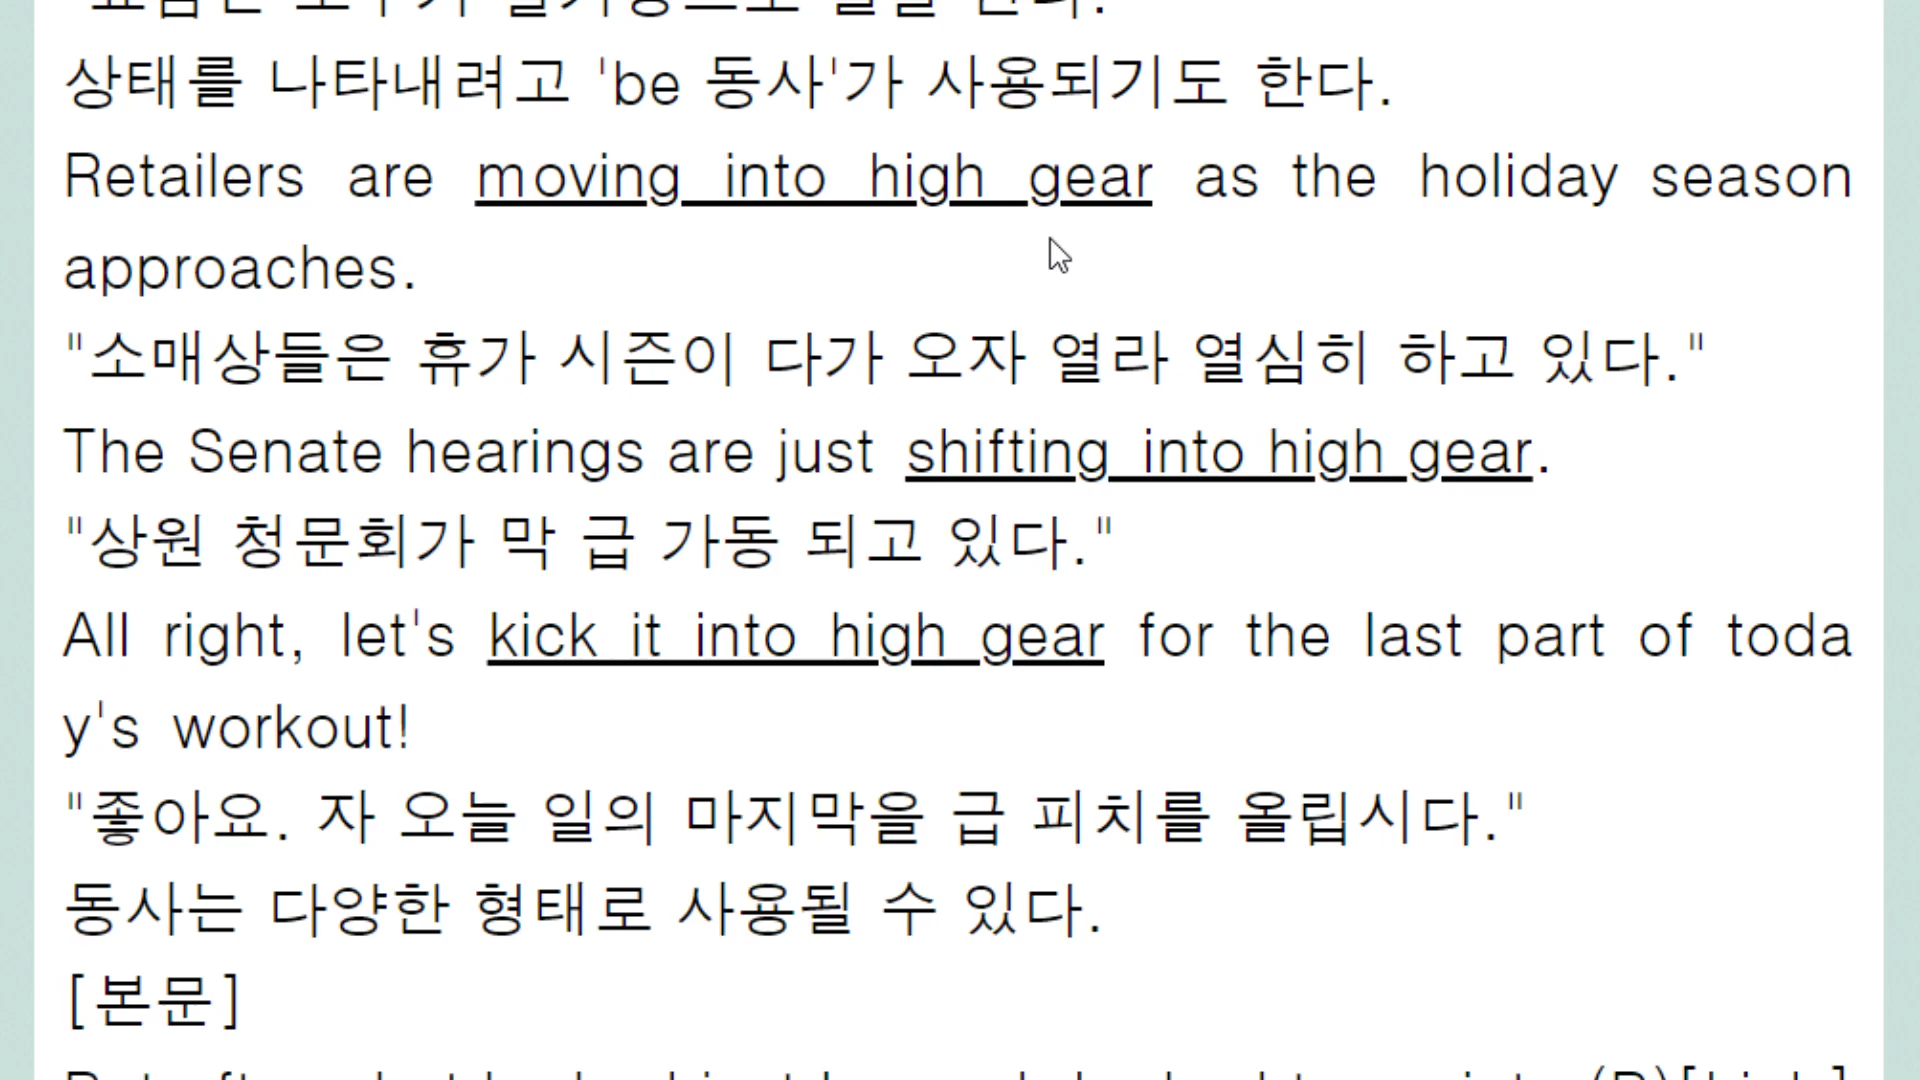 상태를 나타내려고 'be 동사'가 사용되기도 한다.
Retailers are moving into high gear as the holiday season
approaches.
"소매상들은 휴가 시즌이 다가 오자 열라 열심히 하고 있다."
The Senate hearings are just shifting into high gear.
"상원 청문회가 막 급 가동 되고 있다."
All right, let's kick it into high gear for the last part of toda
y's workout!
"좋아요. 자 오늘 일의 마지막을 급 피치를 올립시다."
동사는 다양한 형태로 사용될 수 있다.
[본문]